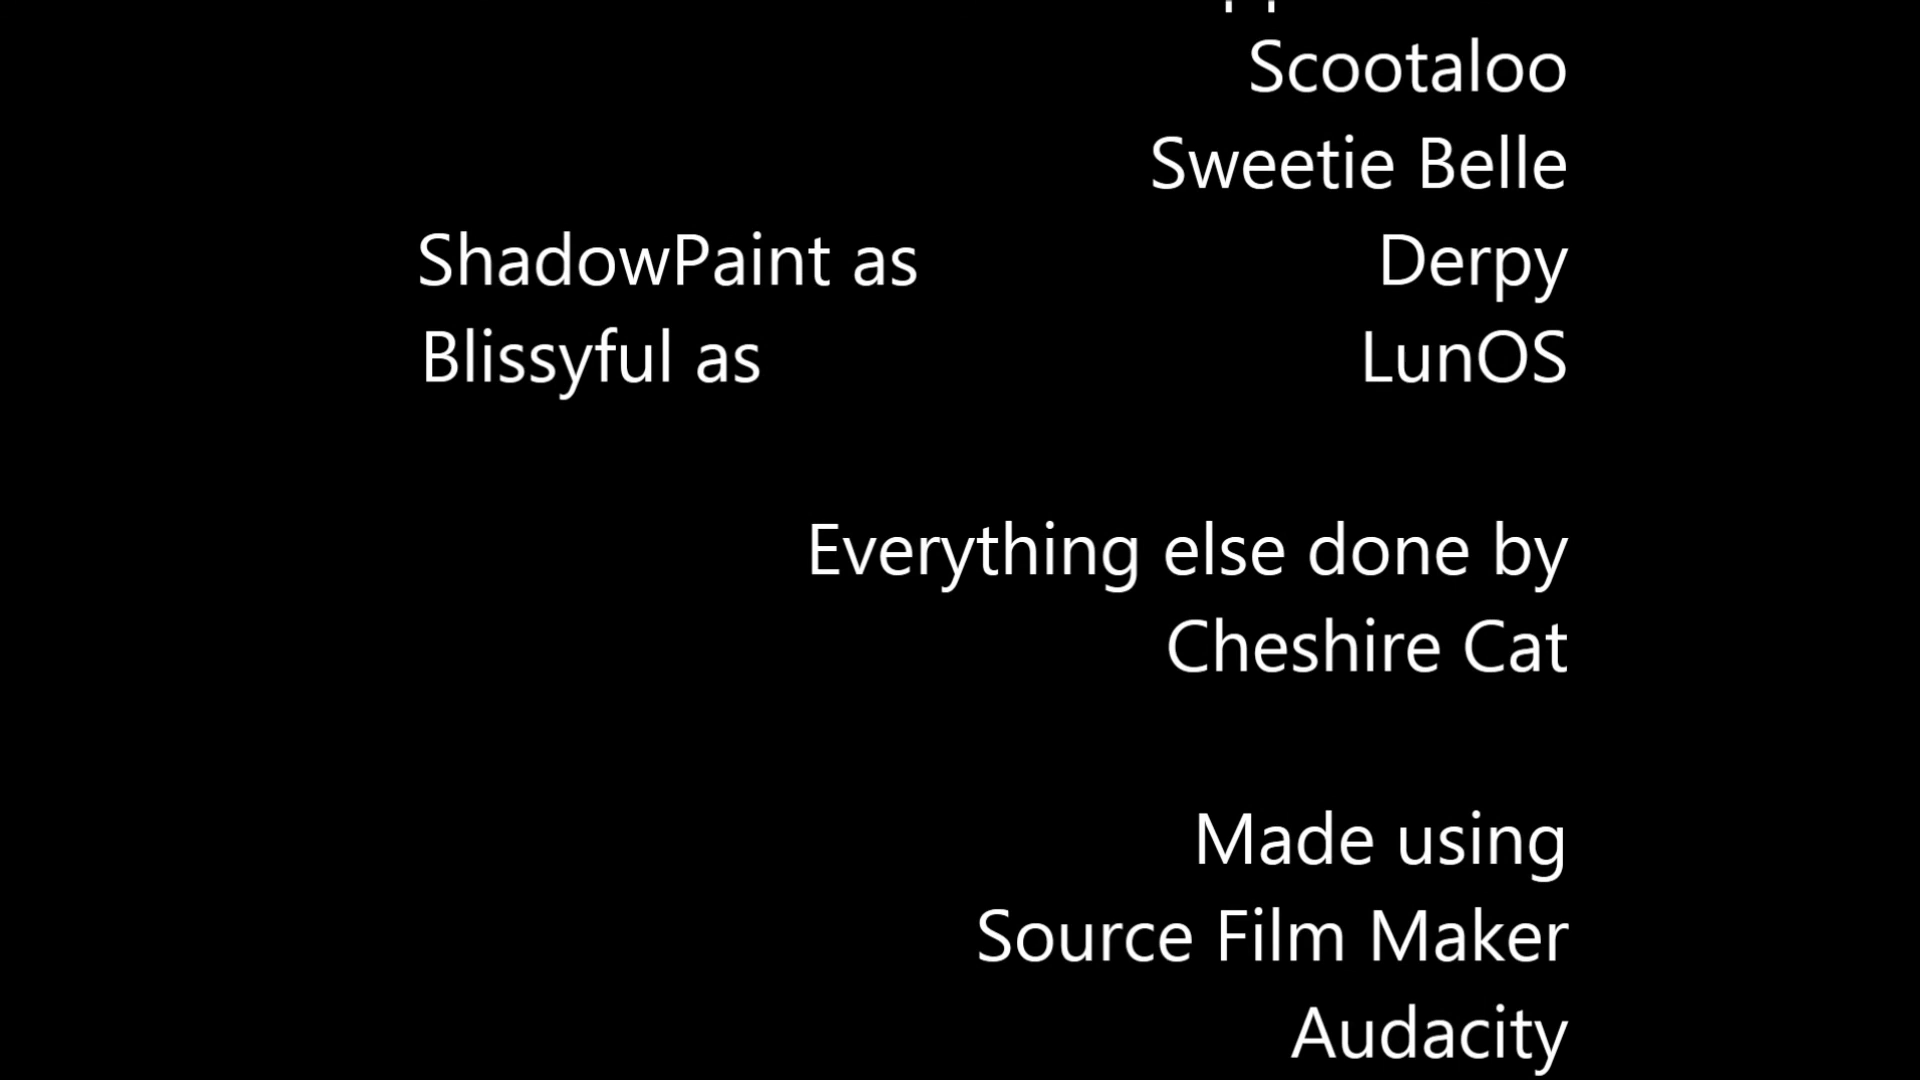 Scootaloo
Sweetie Belle
ShadowPaint as Derpy
Blissyful as LunOS
Everything else done by
Cheshire Cat
Made using
Source Film Maker
Audacity